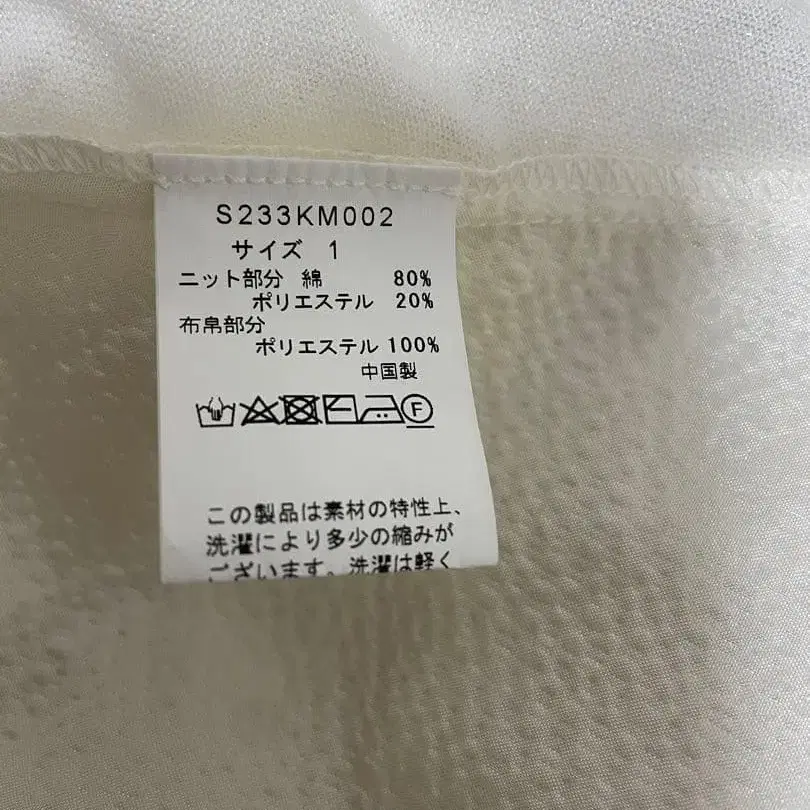 S233KM002
サイズ 1
ニット部分 綿 80%
ポリエステル 20%
布帛部分
ポリエステル 100%
中国製
F
この製品は素材の特性上、
洗濯により多少の縮みが
ございます。洗濯は軽く